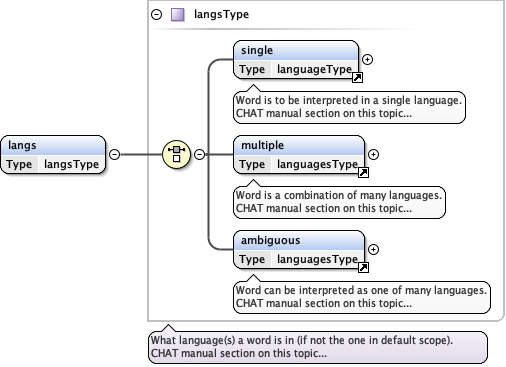 langsType
single
Type languageType
Word is to be interpreted in a single language.
CHAT manual section on this topic...
langs
Type langsType
multiple
Type languagesType
Word is a combination of many languages.
CHAT manual section on this topic...
ambiguous
Type languagesType
Word can be interpreted as one of many languages.
CHAT manual section on this topic...
What language(s) a word is in (if not the one in default scope).
CHAT manual section on this topic...